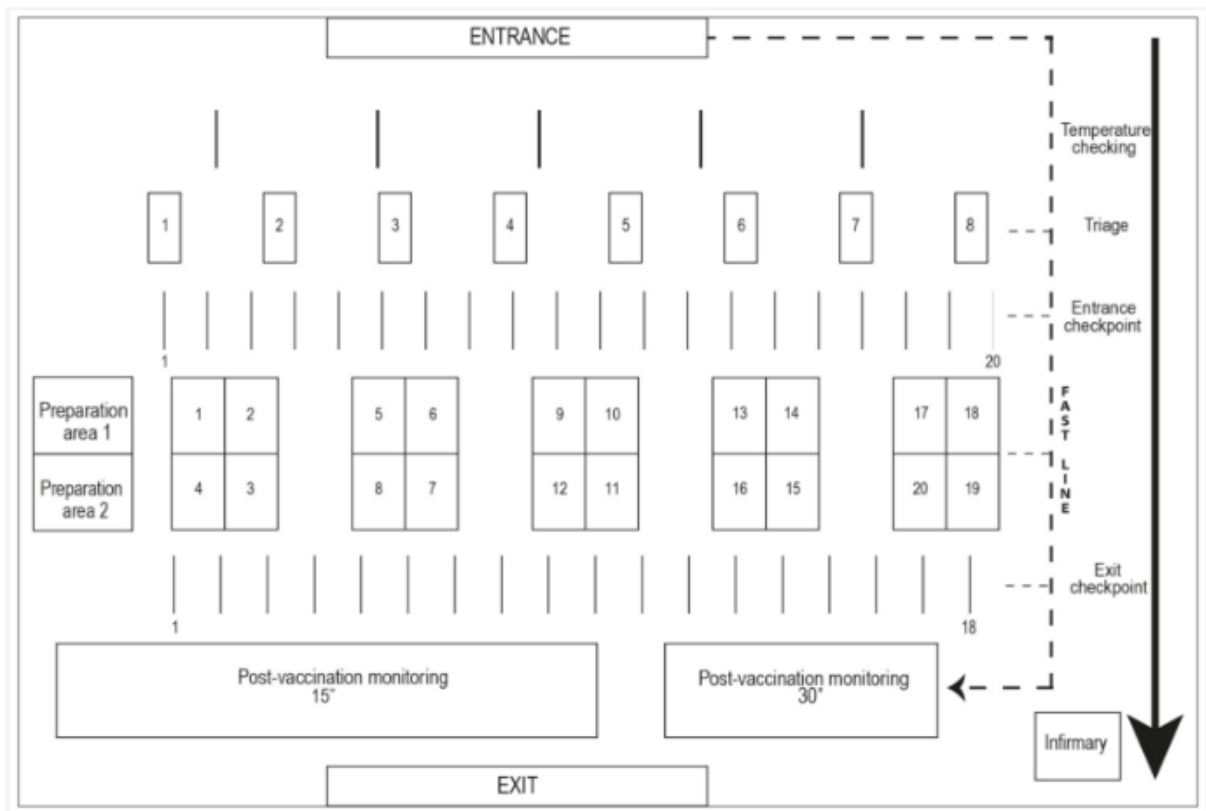 ENTRANCE
Temperature
checking
1 2 3 4 5 6 7 8
Triage
Entrance
checkpoint
1 20
Preparation
area 1
1 2 5 6 9 10 13 14 17 18
Preparation
area 2
4 3 8 7 12 11 16 15 20 19
FAST LINE
Exit
checkpoint
1 18
Post-vaccination monitoring
15"
Post-vaccination monitoring
30"
Infirmary
EXIT